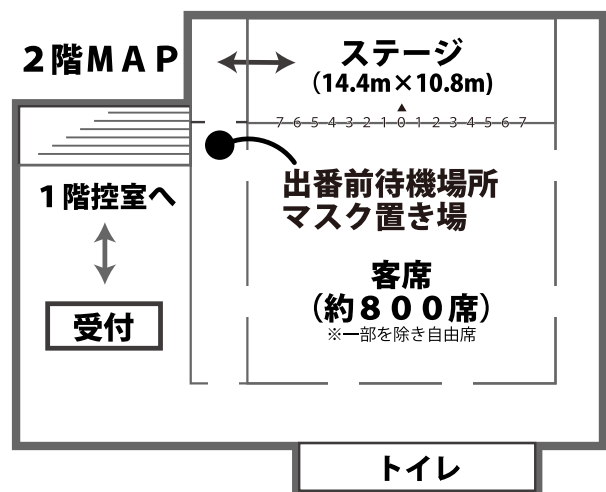 ２階ＭＡＰ
ステージ
（14.4m×10.8m）
7 6 5 4 3 2 1 0 1 2 3 4 5 6 7
出番前待機場所
マスク置き場
１階控室へ
受付
客席
（約８００席）
※一部を除き自由席
トイレ